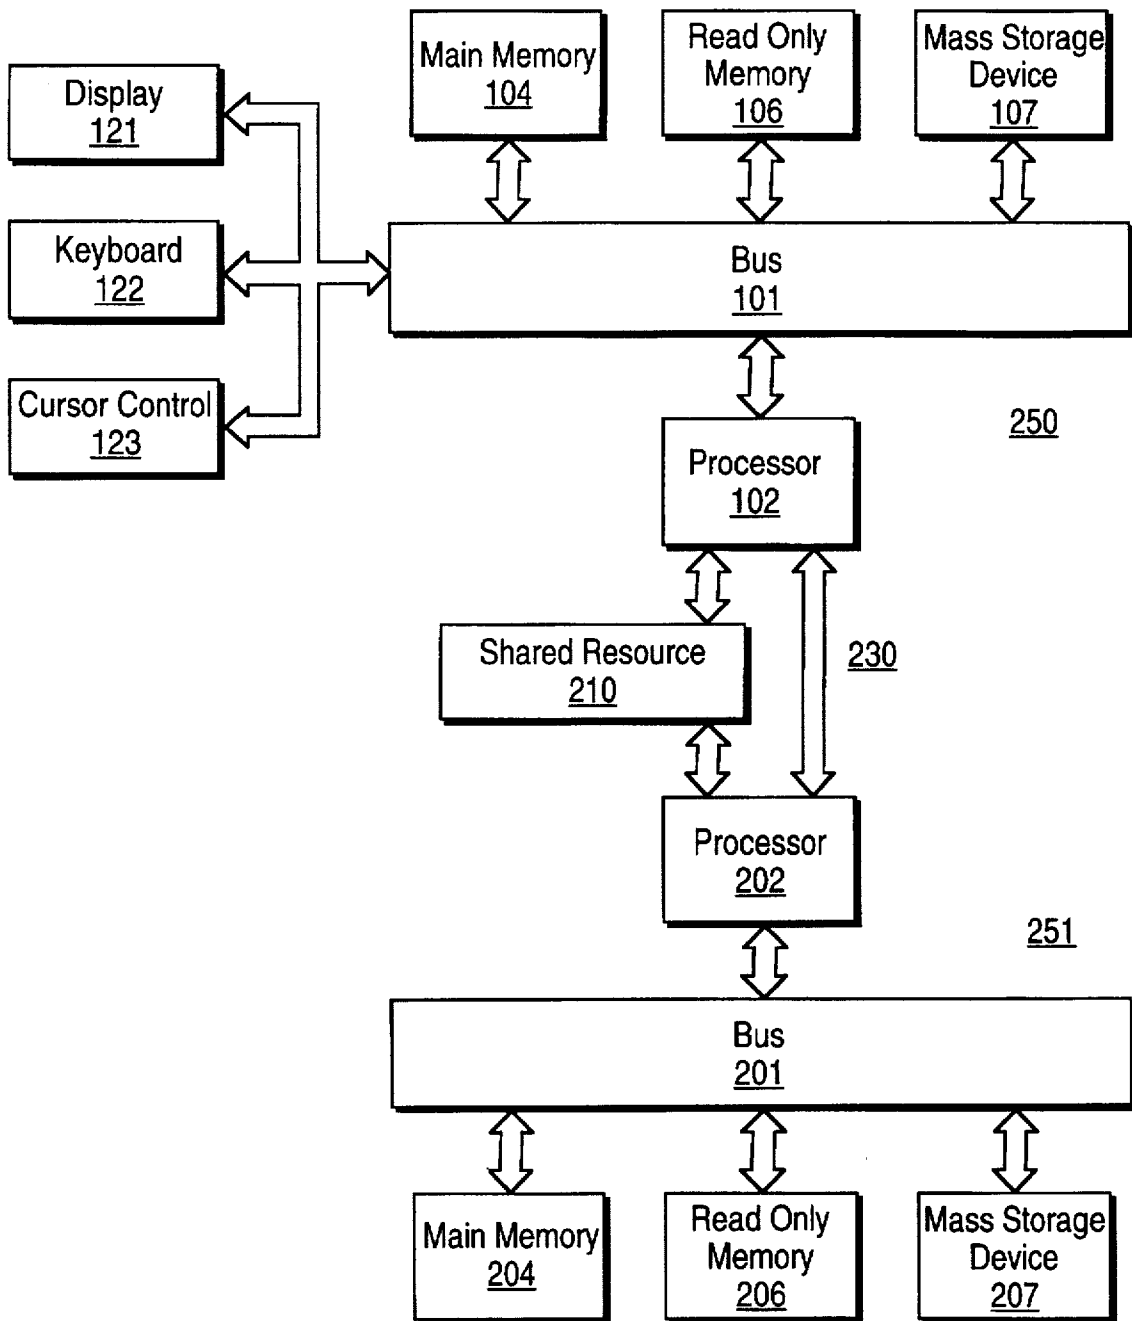 Main Memory
104
Read Only
Memory
106
Mass Storage
Device
107
Display
121
Keyboard
122
Bus
101
Cursor Control
123
250
Processor
102
Shared Resource
210
230
Processor
202
251
Bus
201
Main Memory
204
Read Only
Memory
206
Mass Storage
Device
207